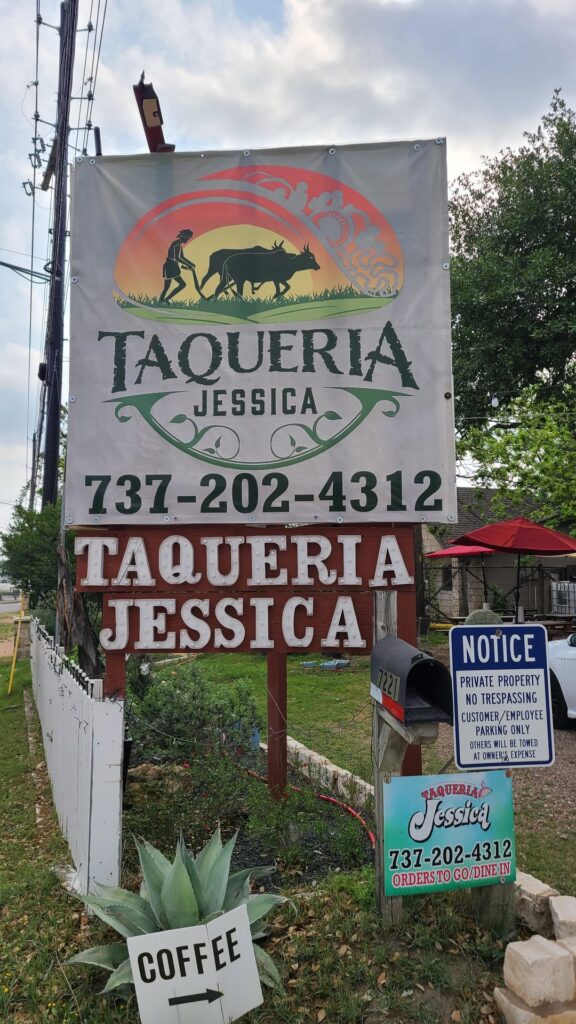 TAQUERIA
JESSICA
737-202-4312
TAQUERIA
JESSICA
7221
NOTICE
PRIVATE PROPERTY
NO TRESPASSING
CUSTOMER/EMPLOYEE
PARKING ONLY
OTHERS WILL BE TOWED
AT OWNER'S EXPENSE
TAQUERIA
Jessica
737-202-4312
ORDERS TO GO/DINE IN
COFFEE